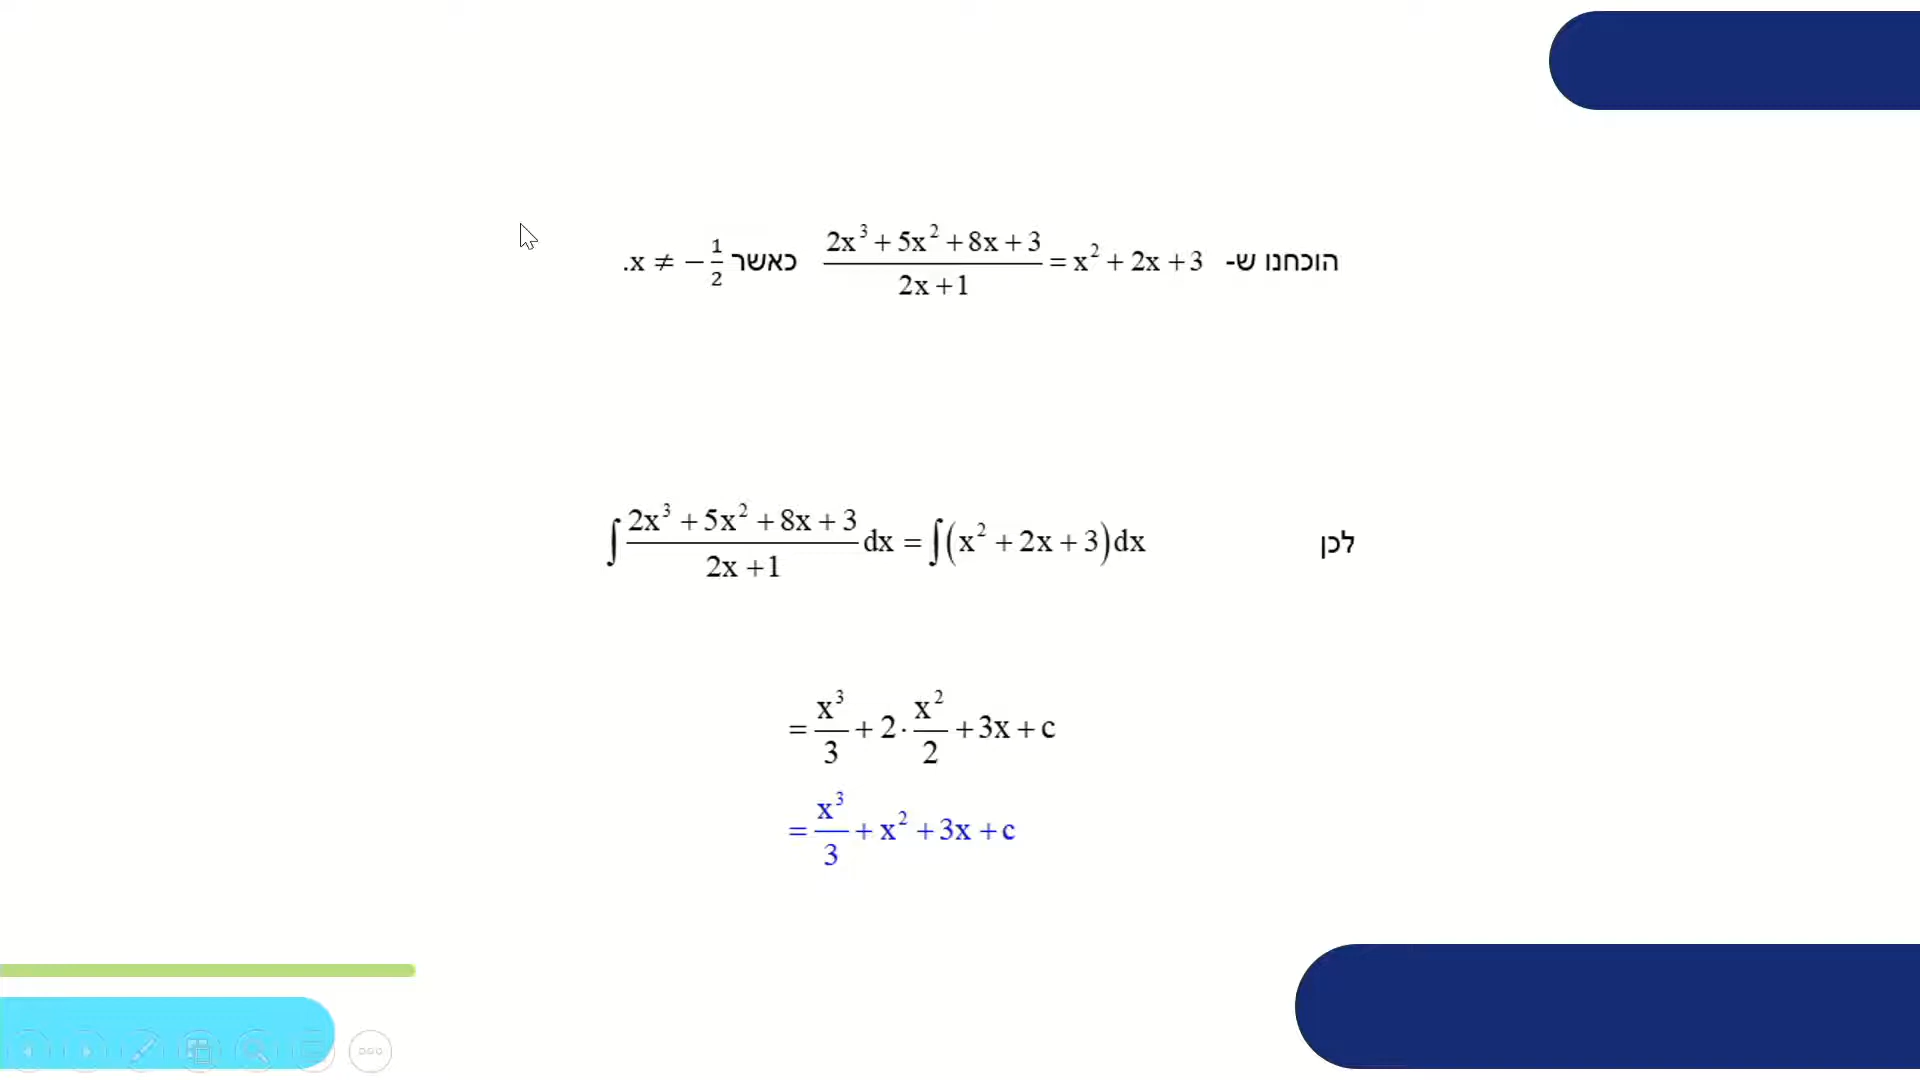 הוכחנו ש- (2x³ + 5x² + 8x + 3)/(2x + 1) = x² + 2x + 3 כאשר x ≠ −1/2.
לכן ∫ (2x³ + 5x² + 8x + 3)/(2x + 1) dx = ∫(x² + 2x + 3)dx
= x³/3 + 2·x²/2 + 3x + c
= x³/3 + x² + 3x + c